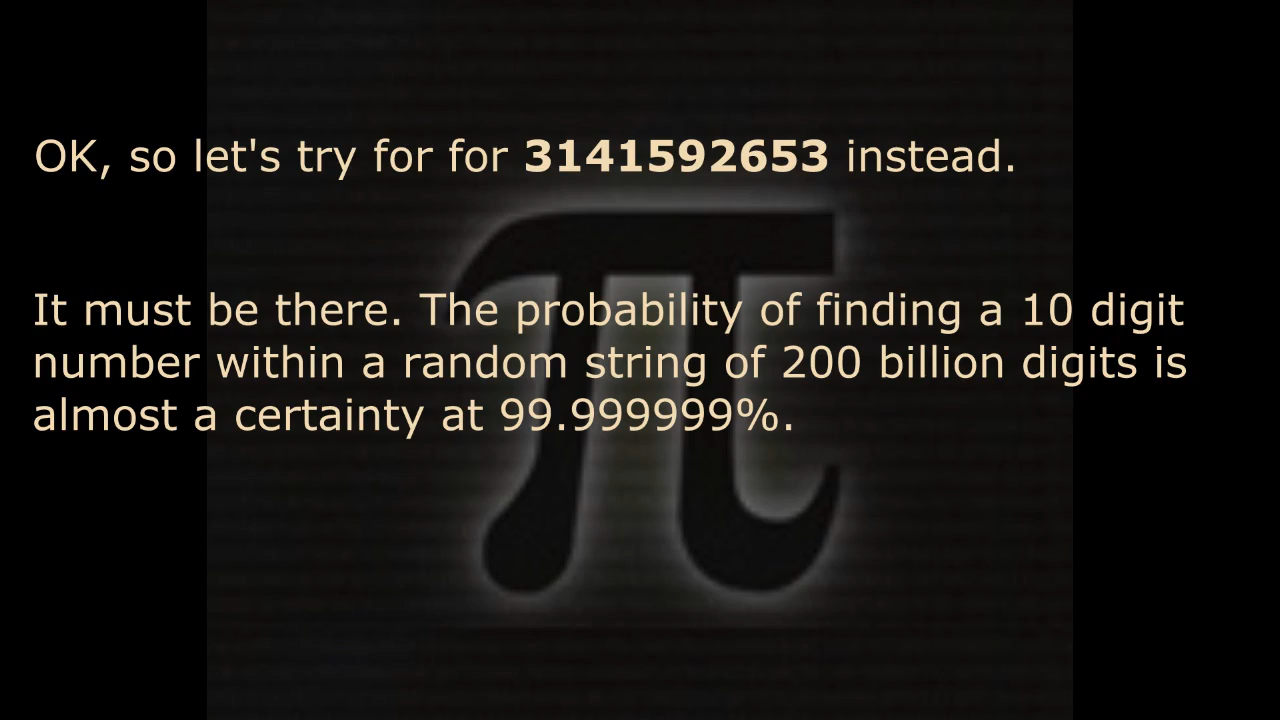 OK, so let's try for for 3141592653 instead.
It must be there. The probability of finding a 10 digit
number within a random string of 200 billion digits is
almost a certainty at 99.999999%.
π